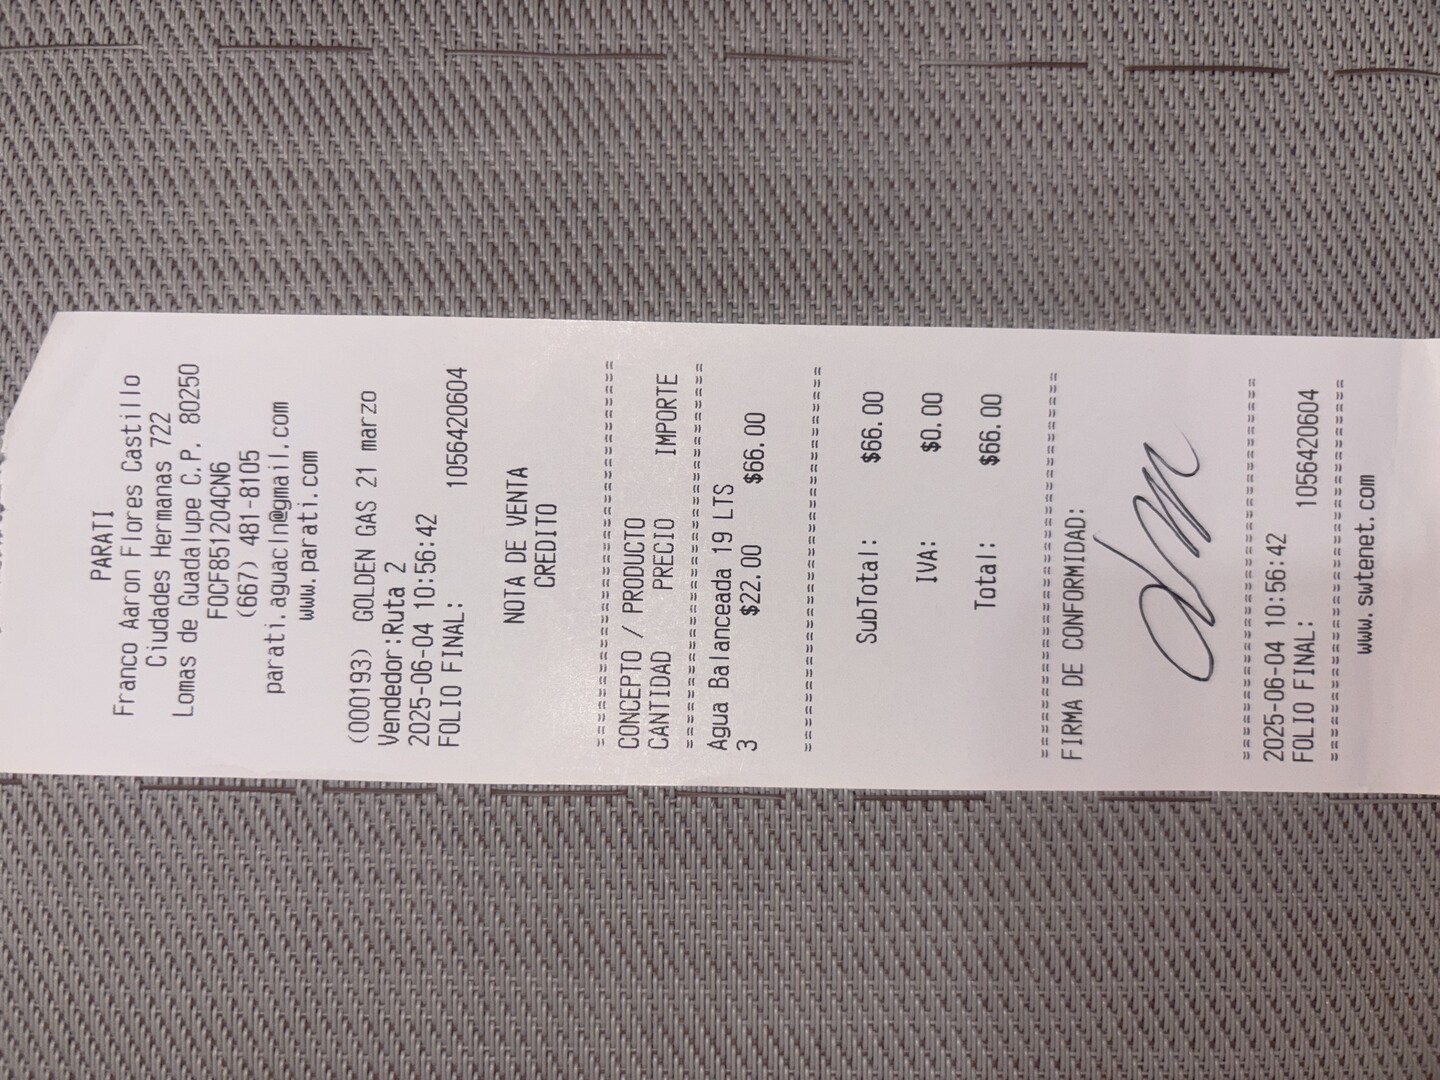 PARATI
Franco Aaron Flores Castillo
Ciudades Hermanas 722
Lomas de Guadalupe C.P. 80250
FOCF851204CN6
(667) 481-8105
parati.aguacln@gmail.com
www.parati.com
(000193) GOLDEN GAS 21 marzo
Vendedor:Ruta 2
2025-06-04 10:56:42
FOLIO FINAL: 1056420604
NOTA DE VENTA
CREDITO
==============================
CONCEPTO / PRODUCTO
CANTIDAD PRECIO IMPORTE
==============================
Agua Balanceada 19 LTS
3 $22.00 $66.00
==============================
SubTotal: $66.00
IVA: $0.00
Total: $66.00
==============================
FIRMA DE CONFORMIDAD:
==============================
2025-06-04 10:56:42
FOLIO FINAL: 1056420604
==============================
www.swtenet.com